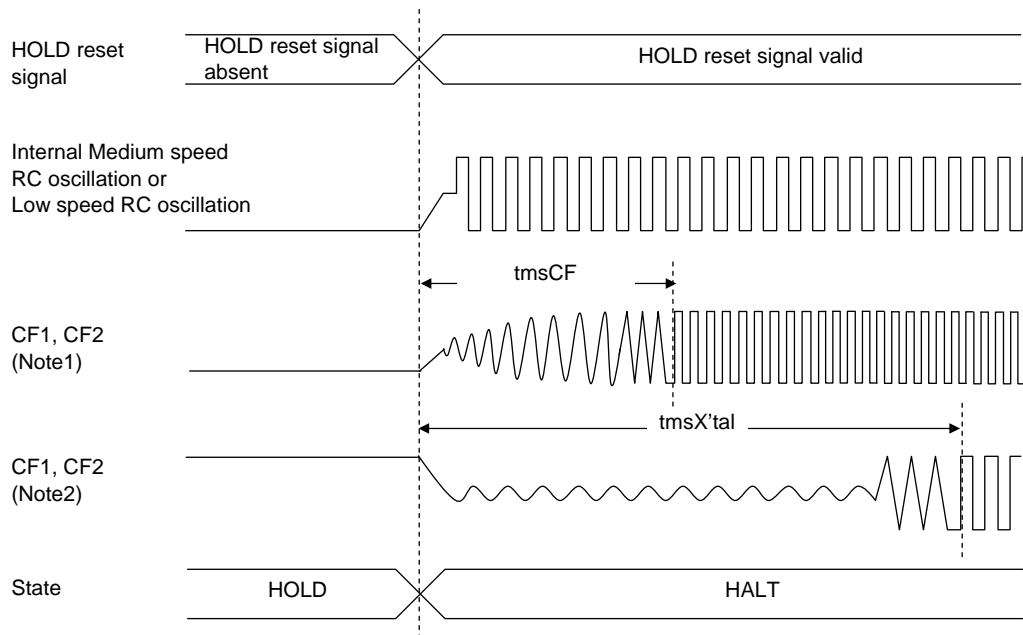 HOLD reset
signal
HOLD reset signal
absent
HOLD reset signal valid
Internal Medium speed
RC oscillation or
Low speed RC oscillation
tmsCF
CF1, CF2
(Note1)
tmsX'tal
CF1, CF2
(Note2)
State
HOLD
HALT